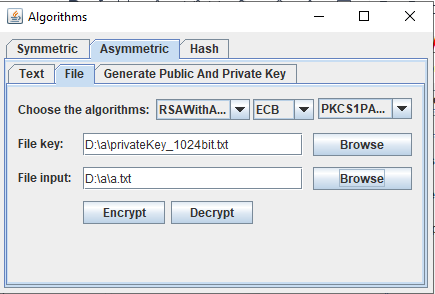 Algorithms
Symmetric Asymmetric Hash
Text File Generate Public And Private Key
Choose the algorithms: RSAWithA... ECB PKCS1PA...
File key: D:\a\privateKey_1024bit.txt Browse
File input: D:\a\a.txt Browse
Encrypt Decrypt